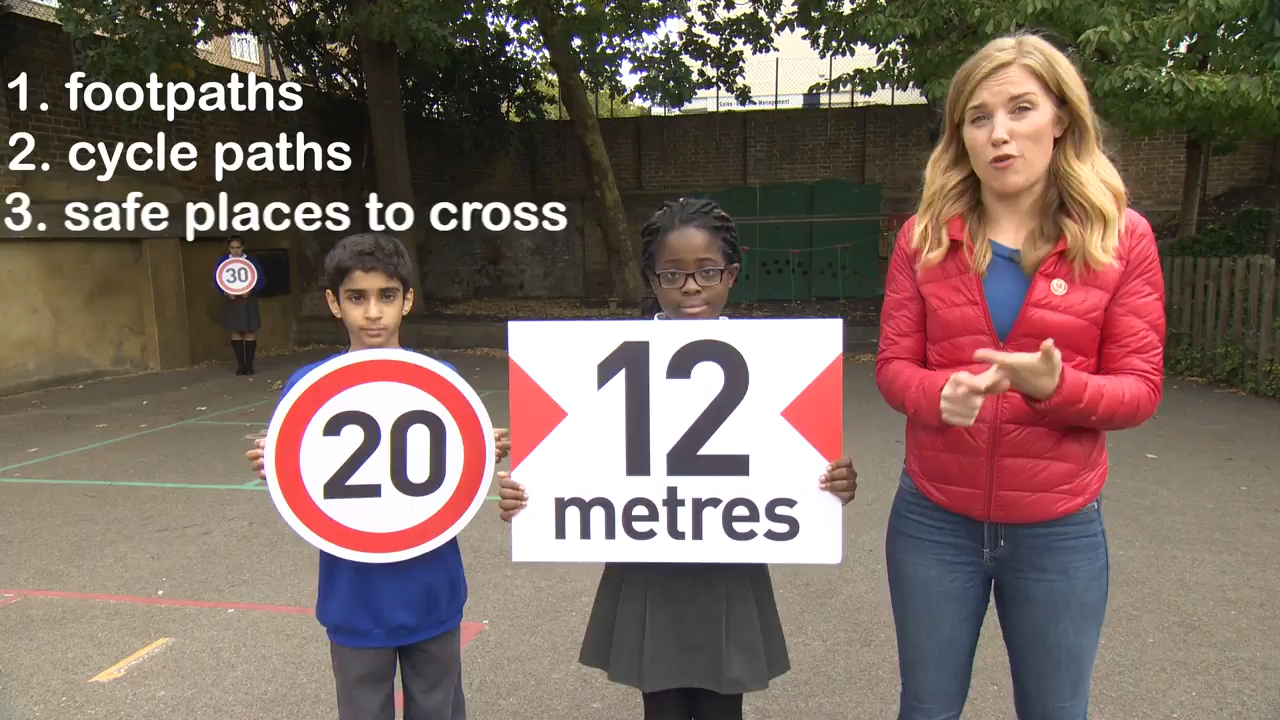 1. footpaths
2. cycle paths
3. safe places to cross
30
20
12
metres